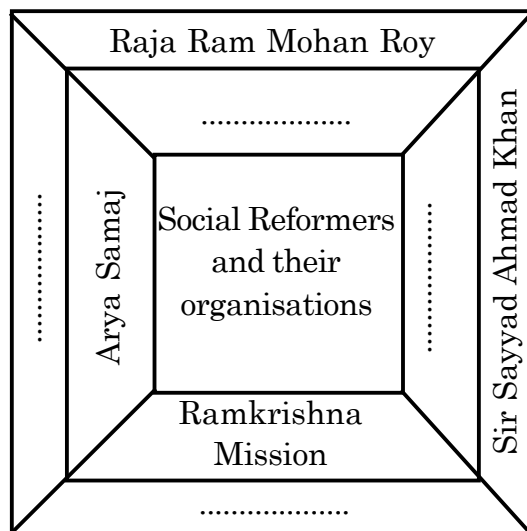 Raja Ram Mohan Roy
...................
...................
Arya Samaj
Social Reformers
and their
organisations
...................
Sir Sayyad Ahmad Khan
Ramkrishna
Mission
...................